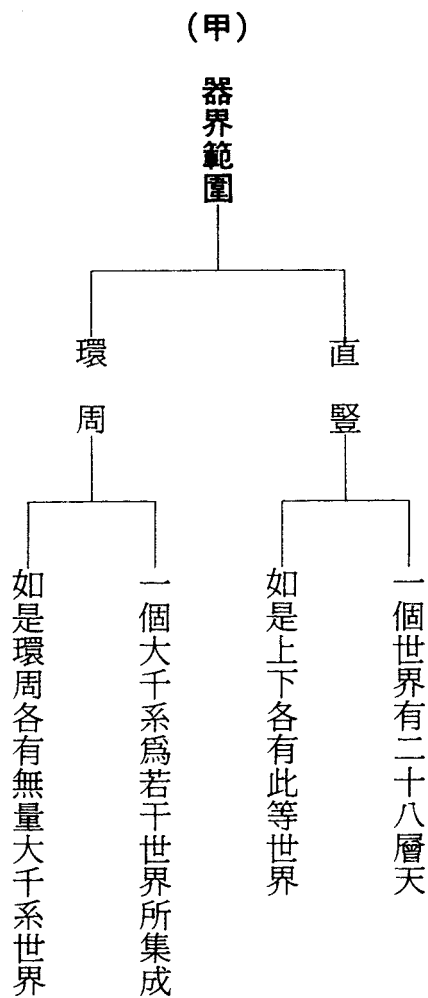 （甲）
器界範圍
直豎
一個世界有二十八層天
如是上下各有此等世界
環周
一個大千系爲若干世界所集成
如是環周各有無量大千系世界